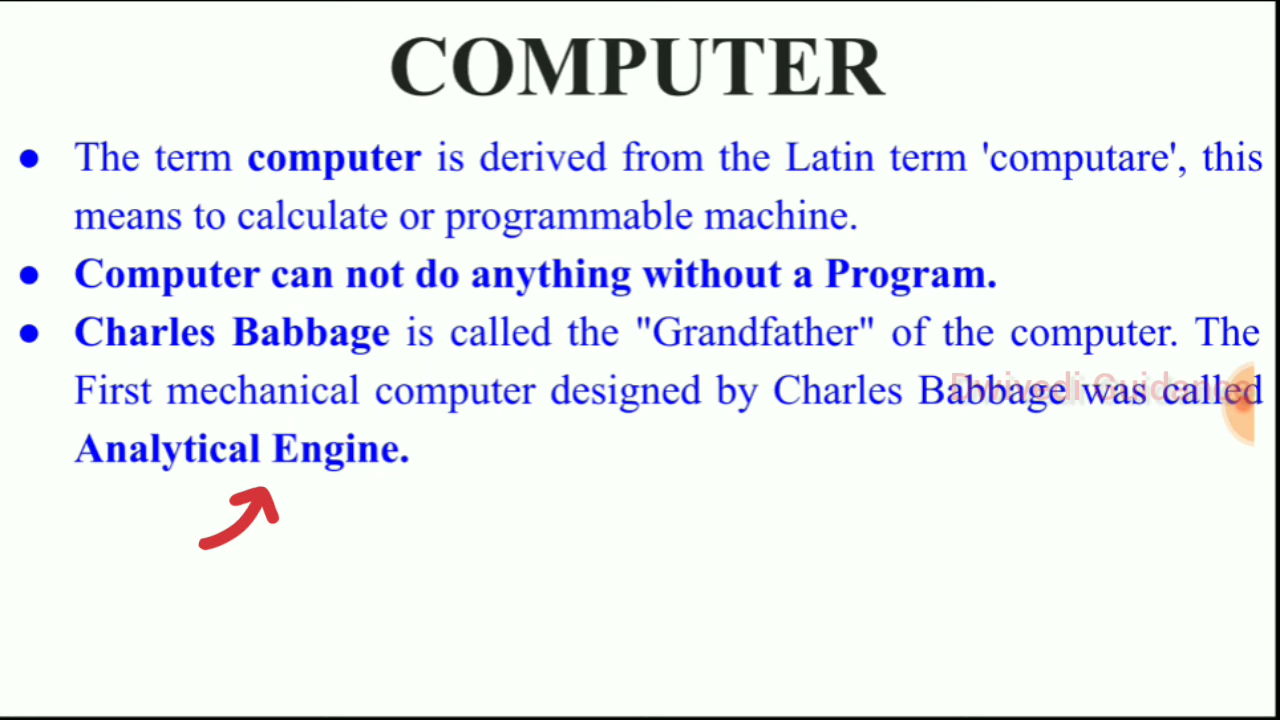 COMPUTER
● The term computer is derived from the Latin term 'computare', this
means to calculate or programmable machine.
● Computer can not do anything without a Program.
● Charles Babbage is called the "Grandfather" of the computer. The
First mechanical computer designed by Charles Babbage was called
Dwivedi Guidance
Analytical Engine.